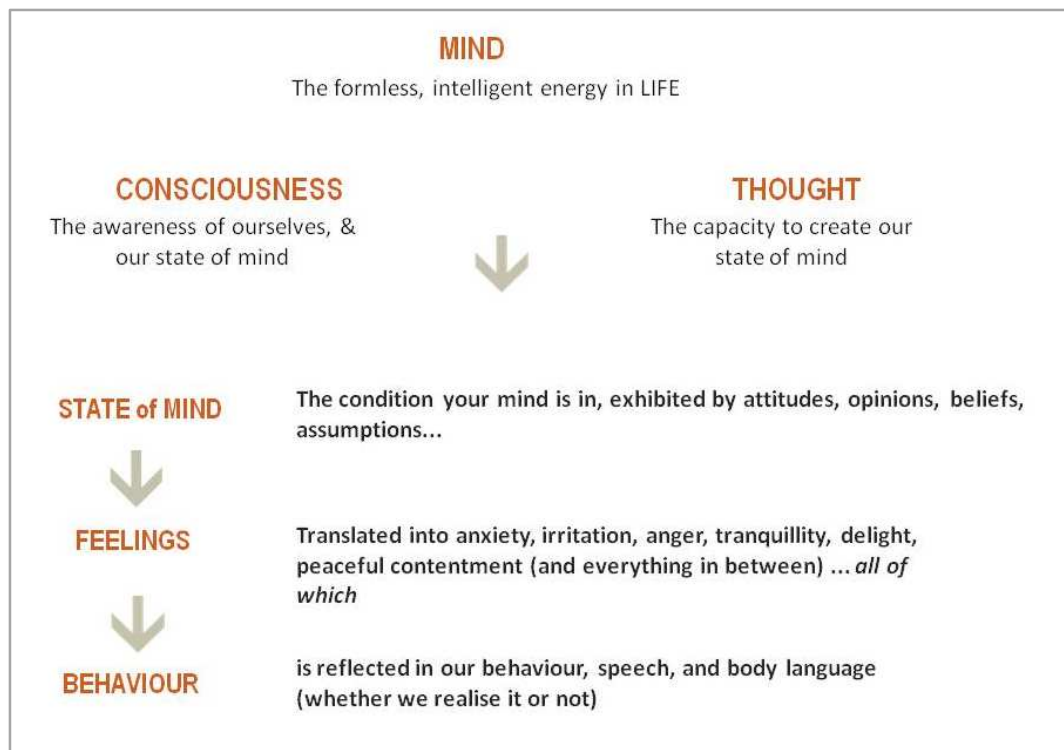 MIND
The formless, intelligent energy in LIFE
CONSCIOUSNESS
The awareness of ourselves, &
our state of mind
THOUGHT
The capacity to create our
state of mind
STATE of MIND
The condition your mind is in, exhibited by attitudes, opinions, beliefs,
assumptions...
FEELINGS
Translated into anxiety, irritation, anger, tranquillity, delight,
peaceful contentment (and everything in between) ... all of
which
BEHAVIOUR
is reflected in our behaviour, speech, and body language
(whether we realise it or not)